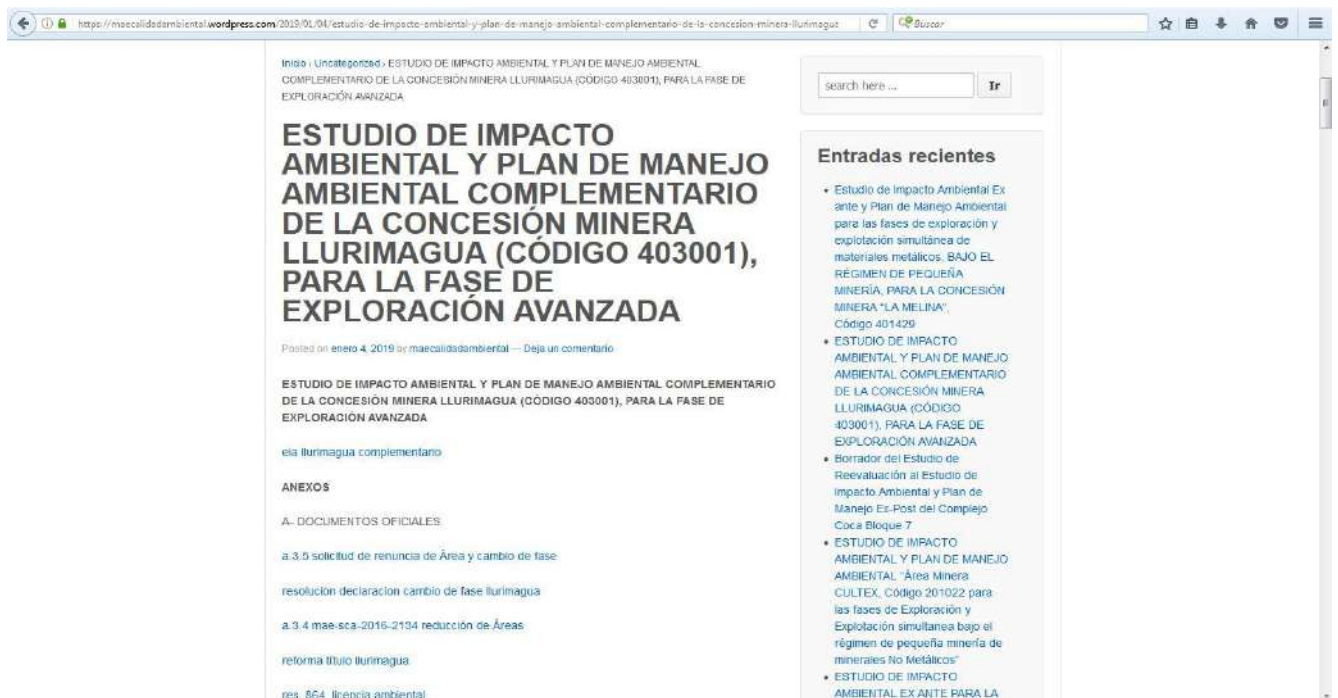 https://maecalidadambiental.wordpress.com/2019/01/04/estudio-de-impacto-ambiental-y-plan-de-manejo-ambiental-complementario-de-la-concesion-minera-llurimagua
Buscar
Inicio › Uncategorized › ESTUDIO DE IMPACTO AMBIENTAL Y PLAN DE MANEJO AMBIENTAL
COMPLEMENTARIO DE LA CONCESIÓN MINERA LLURIMAGUA (CÓDIGO 403001), PARA LA FASE DE
EXPLORACIÓN AVANZADA
ESTUDIO DE IMPACTO
AMBIENTAL Y PLAN DE MANEJO
AMBIENTAL COMPLEMENTARIO
DE LA CONCESIÓN MINERA
LLURIMAGUA (CÓDIGO 403001),
PARA LA FASE DE
EXPLORACIÓN AVANZADA
Posted on enero 4, 2019 by maecalidadambiental — Deja un comentario
ESTUDIO DE IMPACTO AMBIENTAL Y PLAN DE MANEJO AMBIENTAL COMPLEMENTARIO
DE LA CONCESIÓN MINERA LLURIMAGUA (CÓDIGO 403001), PARA LA FASE DE
EXPLORACIÓN AVANZADA
eia llurimagua complementario
ANEXOS
A- DOCUMENTOS OFICIALES
a.3.5 solicitud de renuncia de Área y cambio de fase
resolucion declaracion cambio de fase llurimagua
a.3.4 mae-sca-2016-2134 reducción de Áreas
reforma título llurimagua
res. 864_licencia ambiental
search here ...
Ir
Entradas recientes
• Estudio de Impacto Ambiental Ex
ante y Plan de Manejo Ambiental
para las fases de exploración y
explotación simultánea de
materiales metálicos, BAJO EL
RÉGIMEN DE PEQUEÑA
MINERÍA, PARA LA CONCESIÓN
MINERA "LA MELINA",
Código 401429
• ESTUDIO DE IMPACTO
AMBIENTAL Y PLAN DE MANEJO
AMBIENTAL COMPLEMENTARIO
DE LA CONCESIÓN MINERA
LLURIMAGUA (CÓDIGO
403001), PARA LA FASE DE
EXPLORACIÓN AVANZADA
• Borrador del Estudio de
Reevaluación al Estudio de
Impacto Ambiental y Plan de
Manejo Ex-Post del Complejo
Coca Bloque 7
• ESTUDIO DE IMPACTO
AMBIENTAL Y PLAN DE MANEJO
AMBIENTAL "Área Minera
CULTEX, Código 201022 para
las fases de Exploración y
Explotación simultanea bajo el
régimen de pequeña minería de
minerales No Metálicos"
• ESTUDIO DE IMPACTO
AMBIENTAL EX ANTE PARA LA